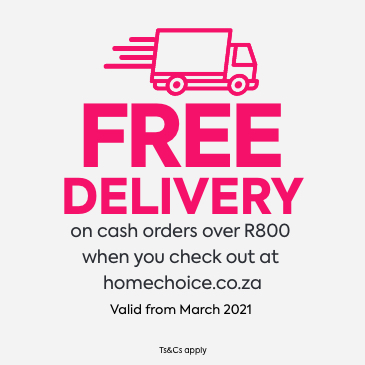 FREE
DELIVERY
on cash orders over R800
when you check out at
homechoice.co.za
Valid from March 2021
Ts&Cs apply